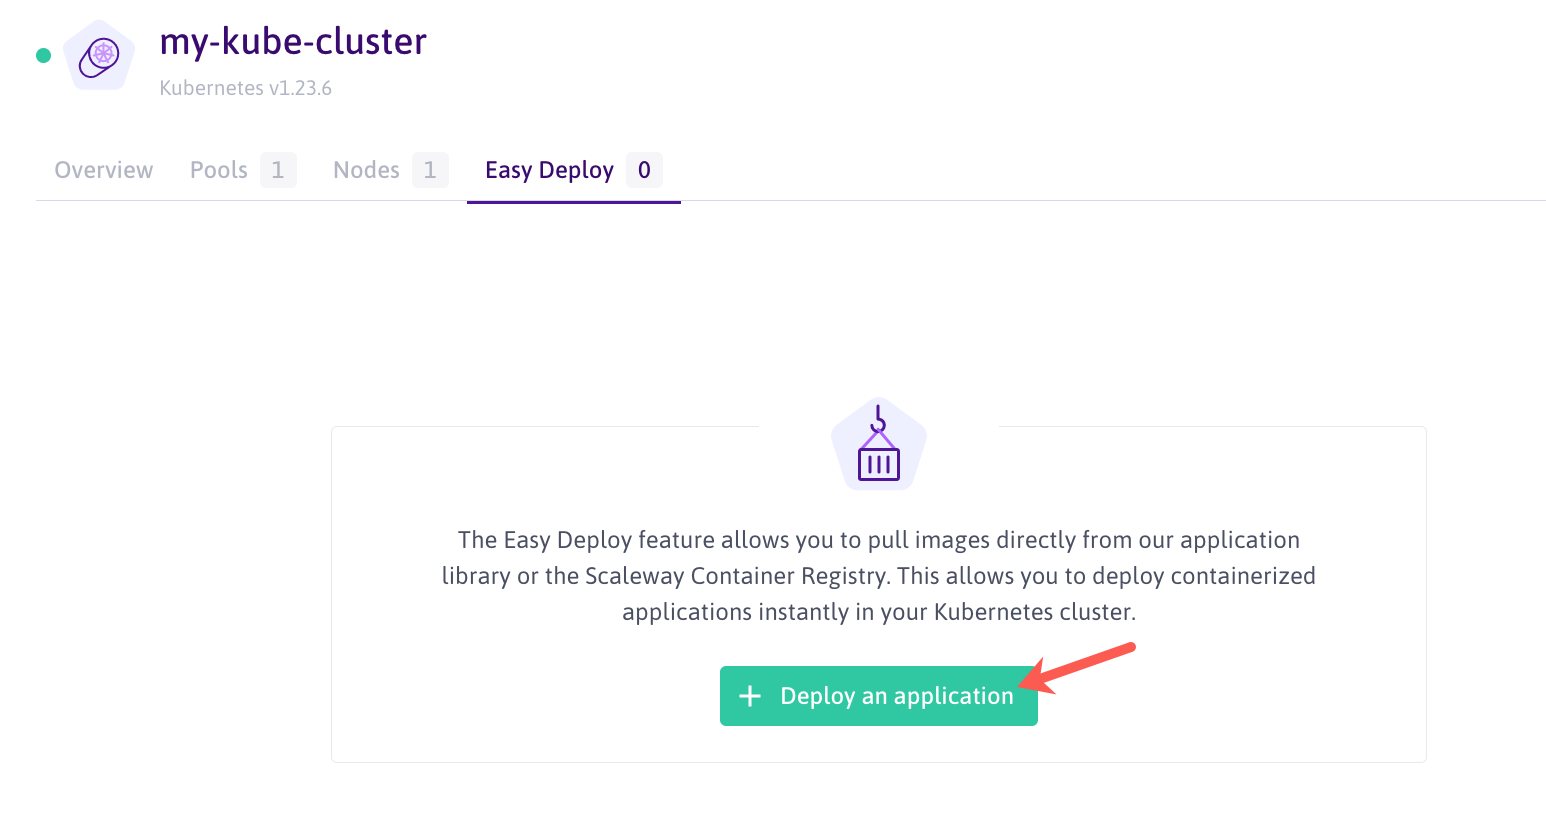 my-kube-cluster
Kubernetes v1.23.6
Overview Pools 1 Nodes 1 Easy Deploy 0
The Easy Deploy feature allows you to pull images directly from our application
library or the Scaleway Container Registry. This allows you to deploy containerized
applications instantly in your Kubernetes cluster.
+ Deploy an application